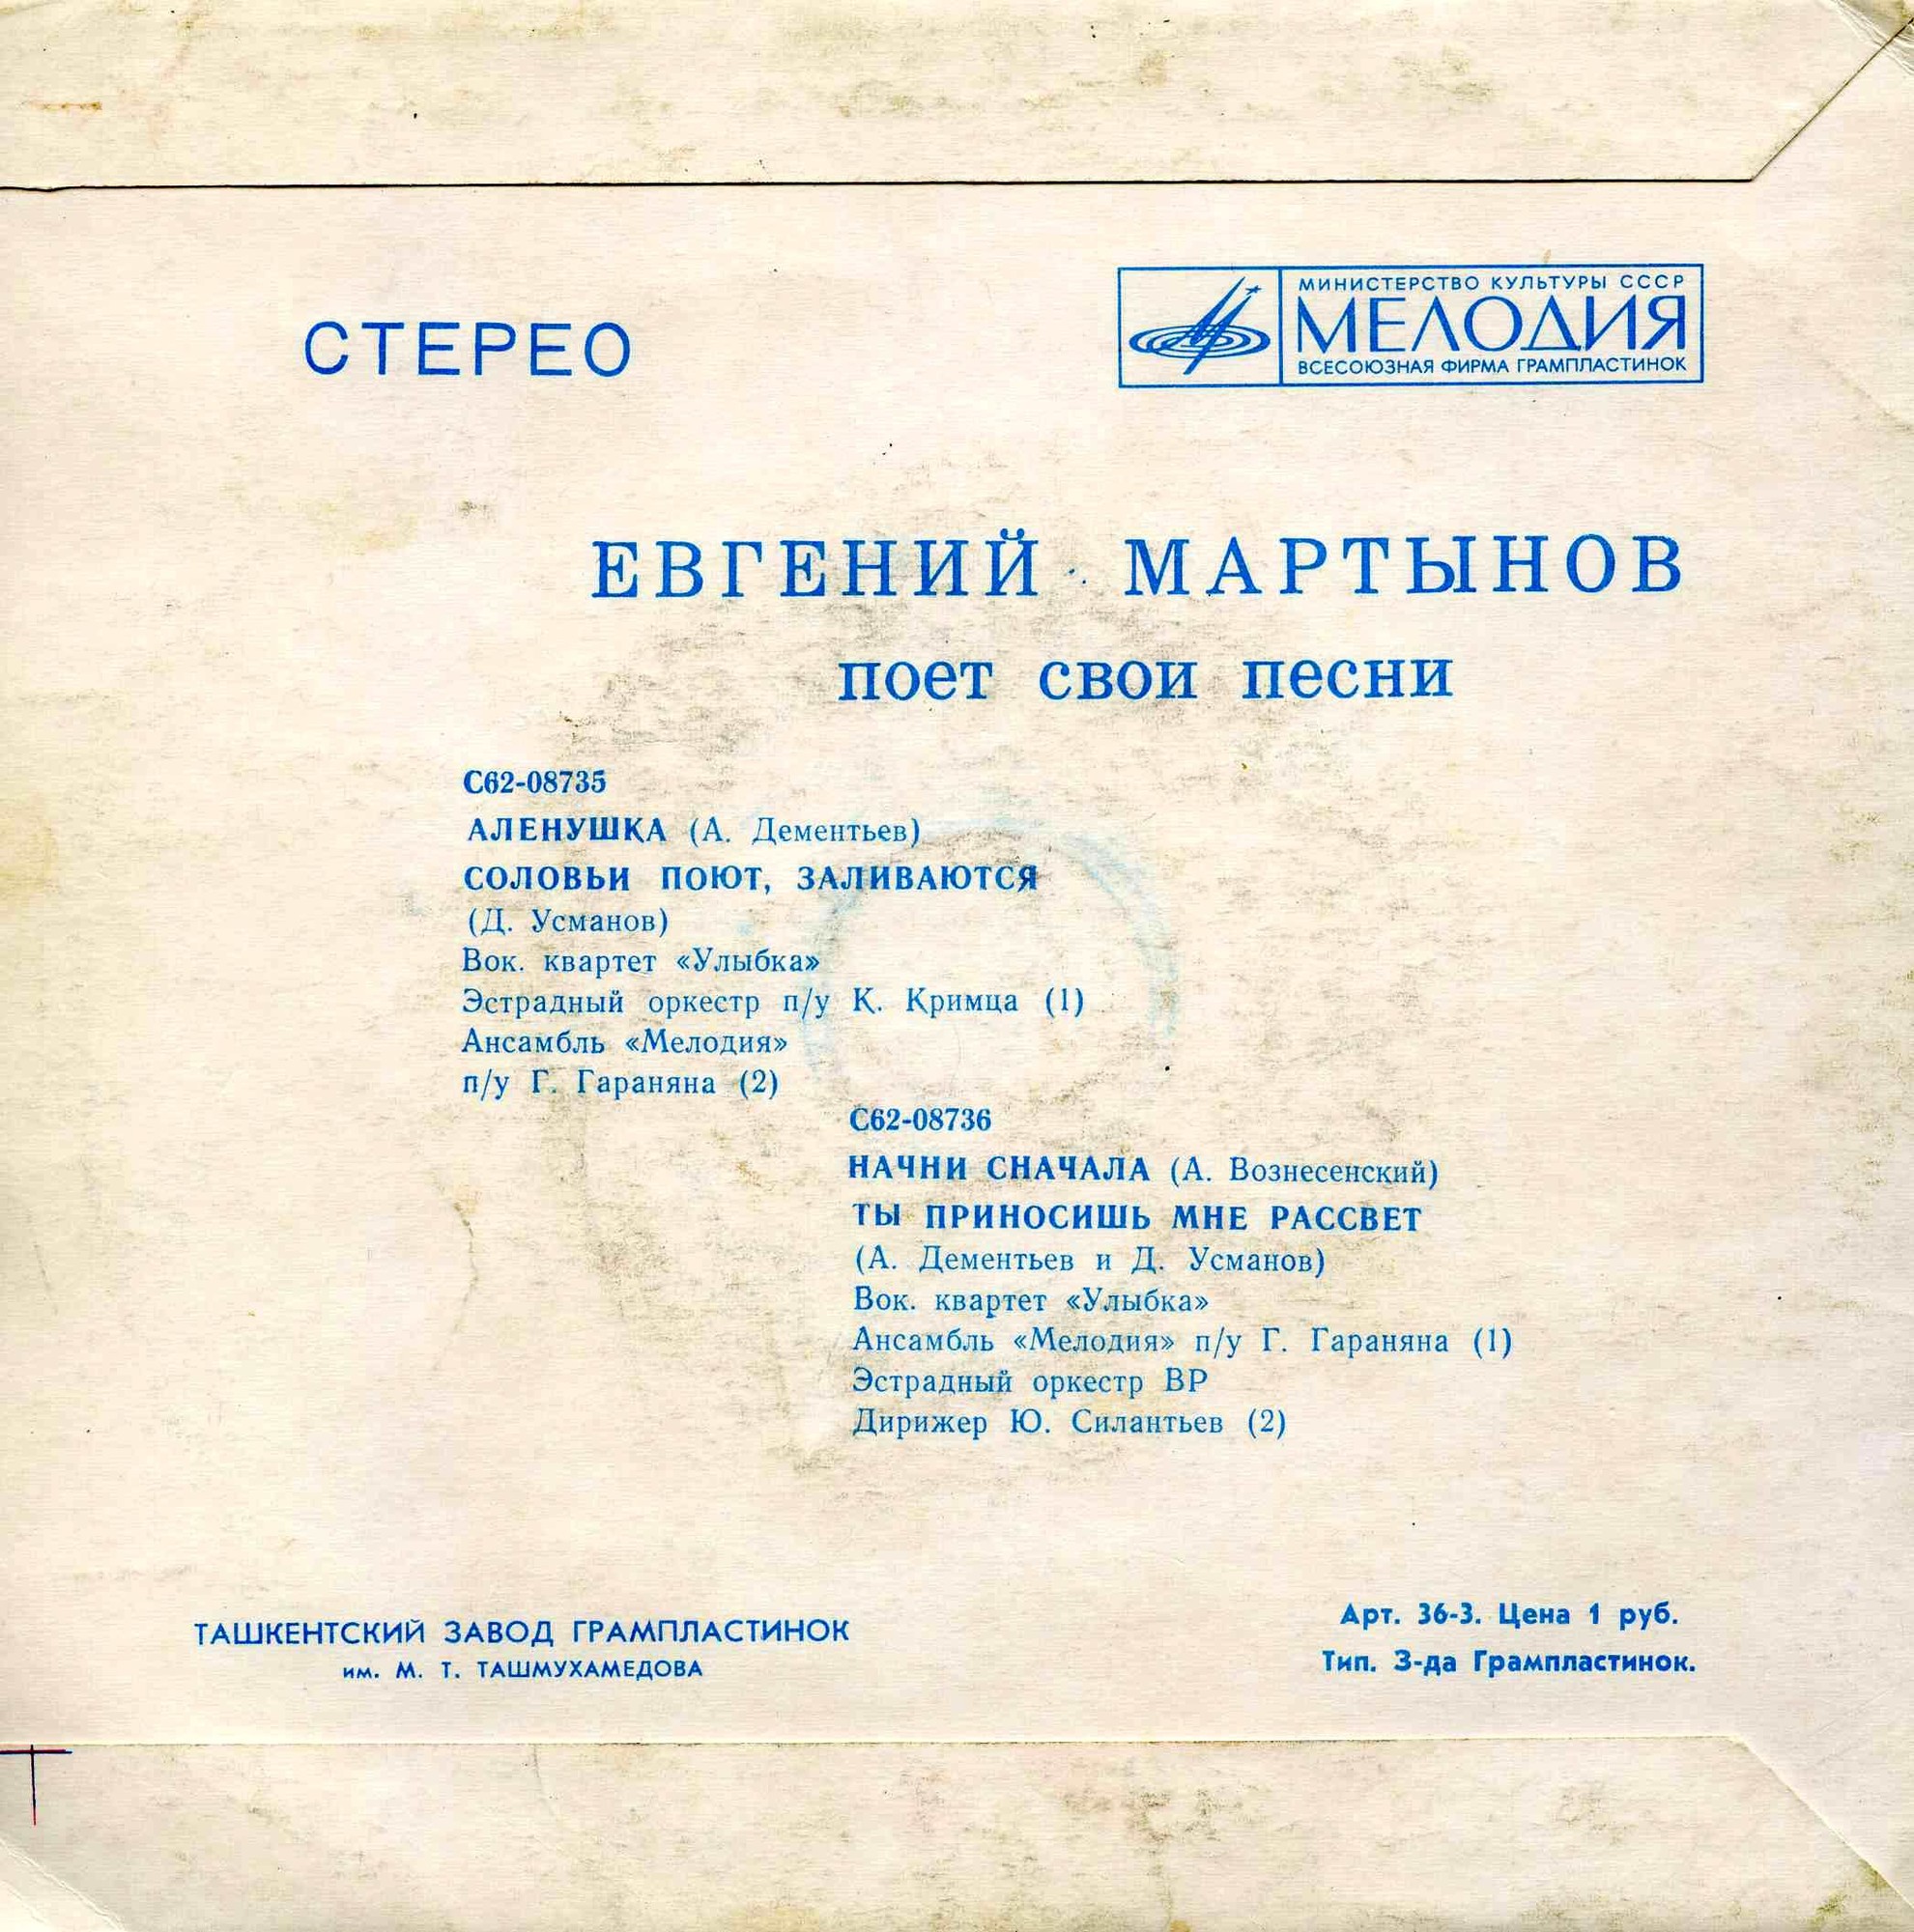 СТЕРЕО
МИНИСТЕРСТВО КУЛЬТУРЫ СССР
МЕЛОДИЯ
ВСЕСОЮЗНАЯ ФИРМА ГРАМПЛАСТИНОК
ЕВГЕНИЙ МАРТЫНОВ
поет свои песни
С62-08735
АЛЕНУШКА (А. Дементьев)
СОЛОВЬИ ПОЮТ, ЗАЛИВАЮТСЯ
(Д. Усманов)
Вок. квартет «Улыбка»
Эстрадный оркестр п/у К. Кримца (1)
Ансамбль «Мелодия»
п/у Г. Гараняна (2)
С62-08736
НАЧНИ СНАЧАЛА (А. Вознесенский)
ТЫ ПРИНОСИШЬ МНЕ РАССВЕТ
(А. Дементьев и Д. Усманов)
Вок. квартет «Улыбка»
Ансамбль «Мелодия» п/у Г. Гараняна (1)
Эстрадный оркестр ВР
Дирижер Ю. Силантьев (2)
ТАШКЕНТСКИЙ ЗАВОД ГРАМПЛАСТИНОК
им. М. Т. ТАШМУХАМЕДОВА
Арт. 36-3. Цена 1 руб.
Тип. З-да Грампластинок.